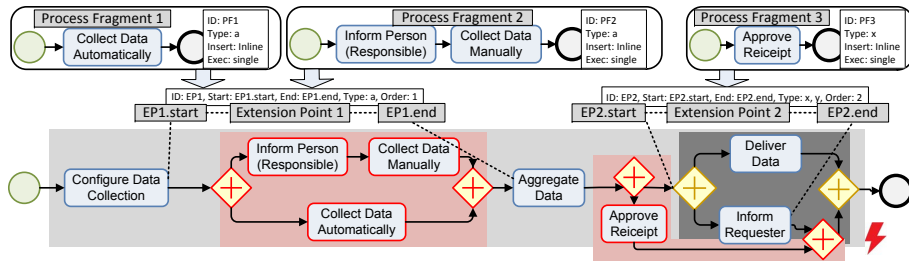 Process Fragment 1
Collect Data
Automatically
ID: PF1
Type: a
Insert: Inline
Exec: single
Process Fragment 2
Inform Person
(Responsible)
Collect Data
Manually
ID: PF2
Type: a
Insert: Inline
Exec: single
Process Fragment 3
Approve
Reiceipt
ID: PF3
Type: x
Insert: Inline
Exec: single
ID: EP1, Start: EP1.start, End: EP1.end, Type: a, Order: 1
EP1.start
Extension Point 1
EP1.end
ID: EP2, Start: EP2.start, End: EP2.end, Type: x, y, Order: 2
EP2.start
Extension Point 2
EP2.end
Configure Data
Collection
Inform Person
(Responsible)
Collect Data
Manually
Collect Data
Automatically
Aggregate
Data
Approve
Reiceipt
Deliver
Data
Inform
Requester